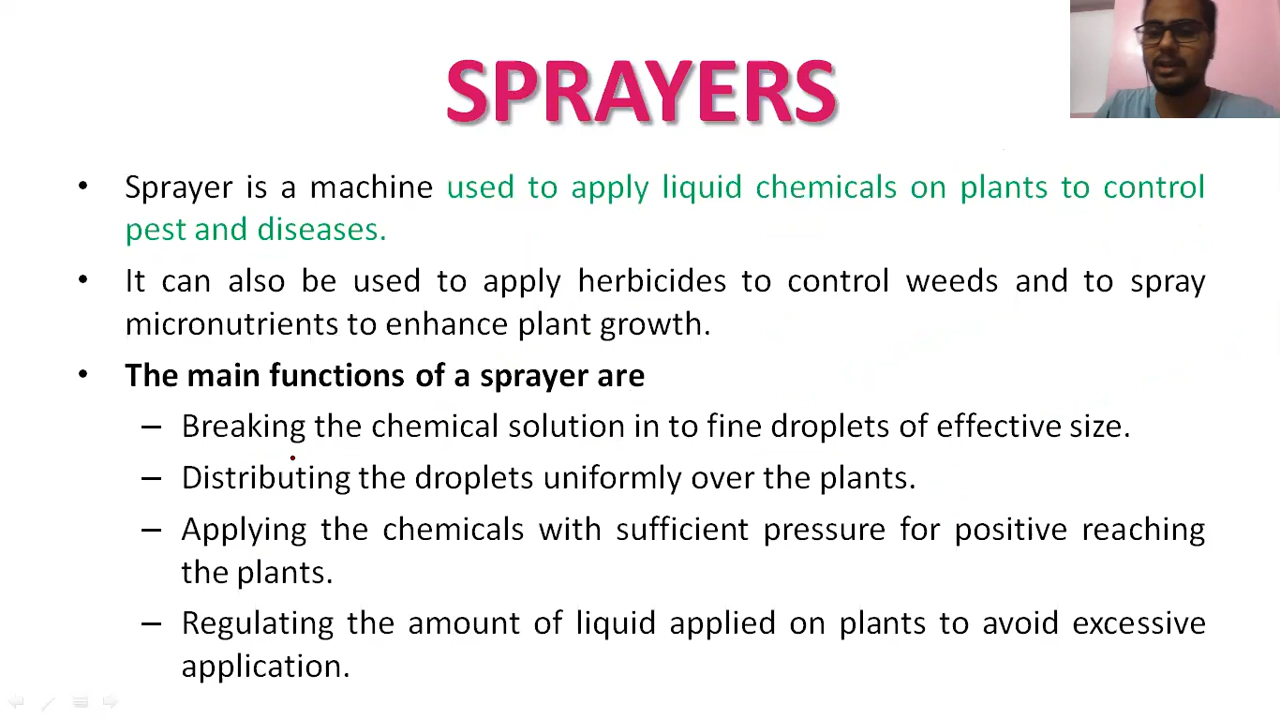 SPRAYERS
• Sprayer is a machine used to apply liquid chemicals on plants to control
pest and diseases.
• It can also be used to apply herbicides to control weeds and to spray
micronutrients to enhance plant growth.
• The main functions of a sprayer are
– Breaking the chemical solution in to fine droplets of effective size.
– Distributing the droplets uniformly over the plants.
– Applying the chemicals with sufficient pressure for positive reaching
the plants.
– Regulating the amount of liquid applied on plants to avoid excessive
application.